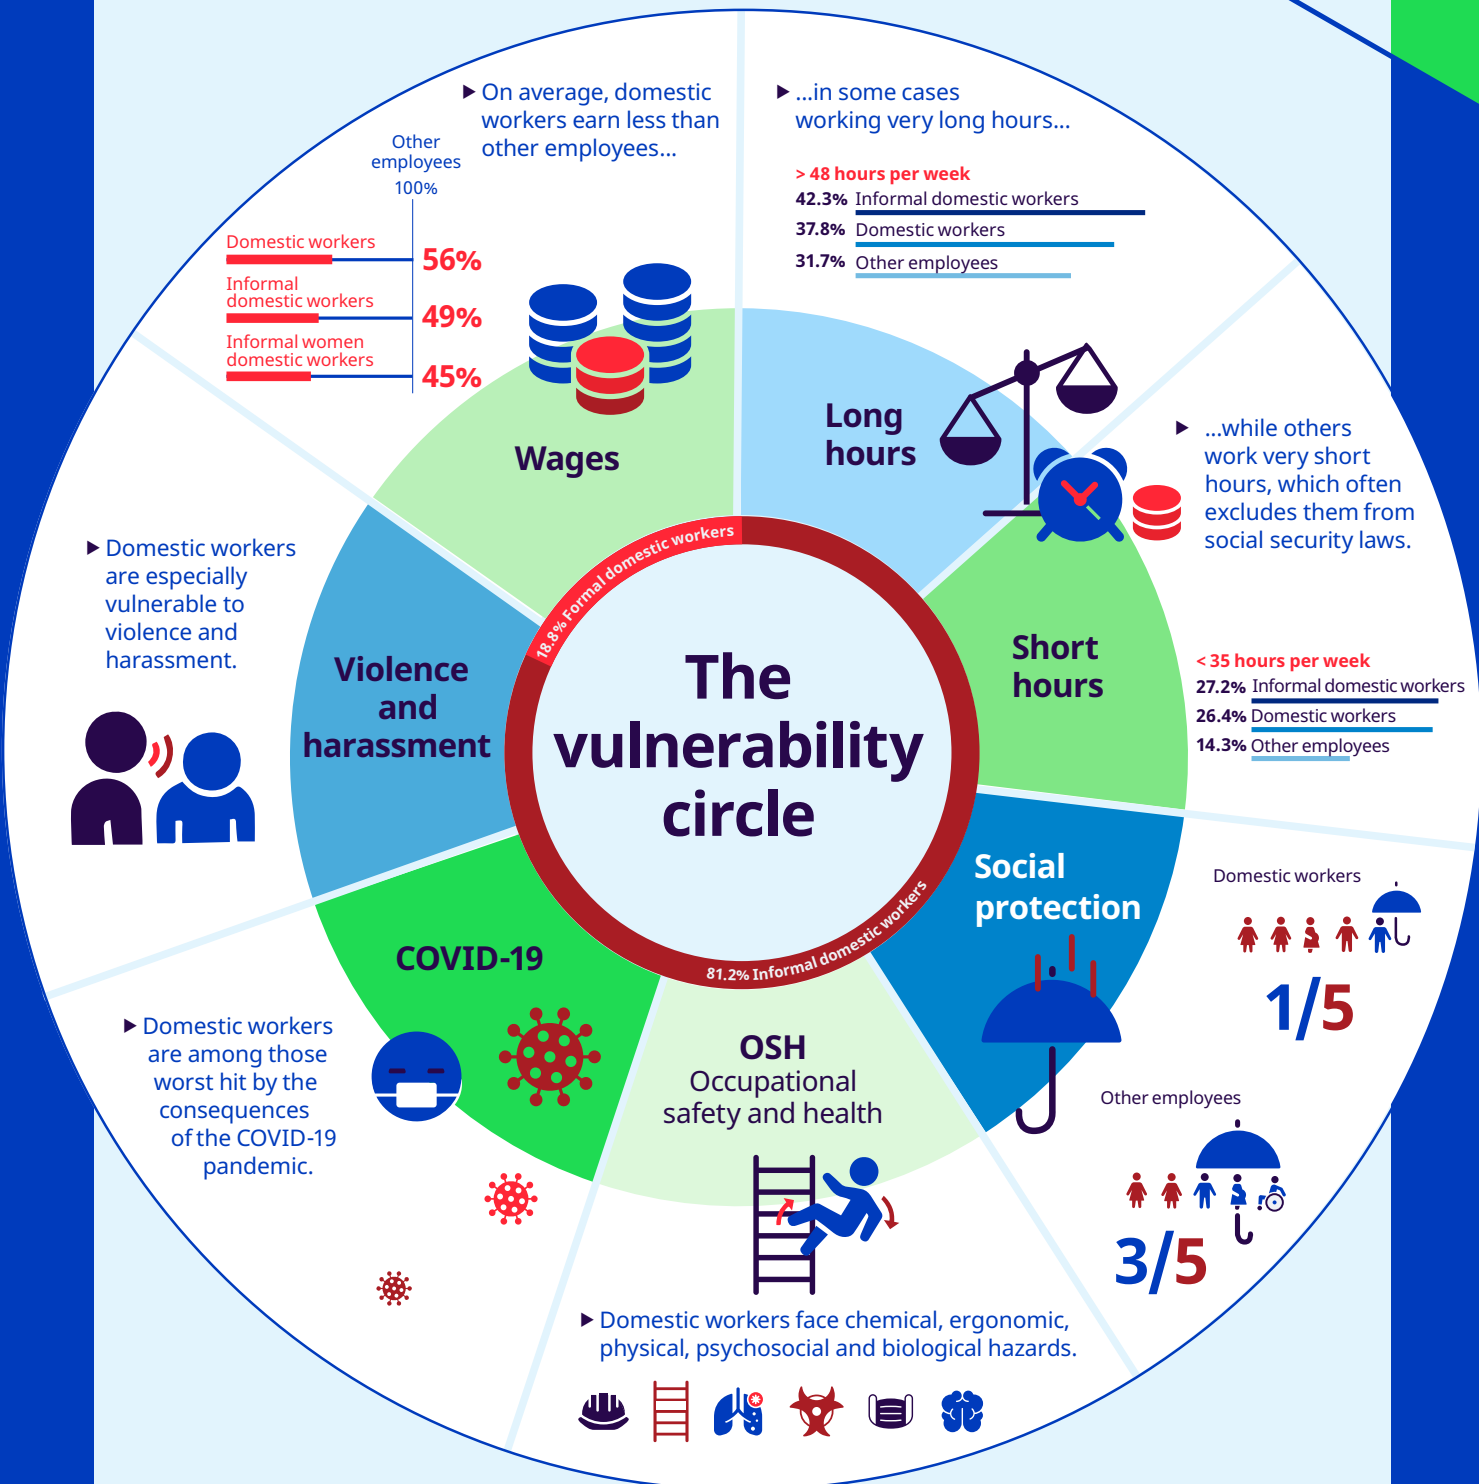 On average, domestic
workers earn less than
other employees...
Other
employees
100%
Domestic workers
56%
Informal
domestic workers
49%
Informal women
domestic workers
45%
Wages
...in some cases
working very long hours...
> 48 hours per week
42.3% Informal domestic workers
37.8% Domestic workers
31.7% Other employees
Long
hours
...while others
work very short
hours, which often
excludes them from
social security laws.
< 35 hours per week
27.2% Informal domestic workers
26.4% Domestic workers
14.3% Other employees
Short
hours
Social
protection
Domestic workers
1/5
Other employees
3/5
OSH
Occupational
safety and health
Domestic workers face chemical, ergonomic,
physical, psychosocial and biological hazards.
COVID-19
Domestic workers
are among those
worst hit by the
consequences
of the COVID-19
pandemic.
Violence
and
harassment
Domestic workers
are especially
vulnerable to
violence and
harassment.
18.8% Formal domestic workers
The
vulnerability
circle
81.2% Informal domestic workers